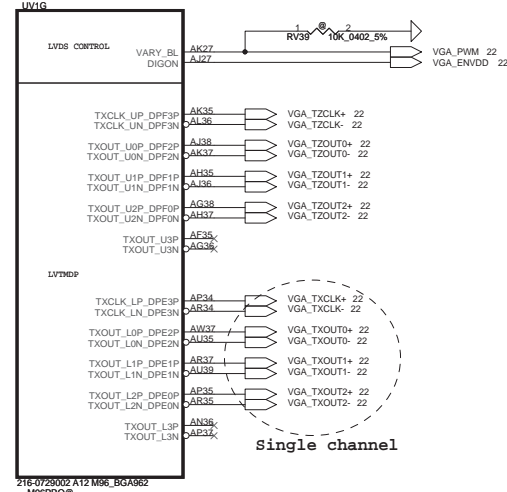 UV1G
LVDS CONTROL
VARY_BL AK27
DIGON AJ27
1 @ 2
RV39 10K_0402_5%
VGA_PWM 22
VGA_ENVDD 22
TXCLK_UP_DPF3P AK35 VGA_TZCLK+ 22
TXCLK_UN_DPF3N AL36 VGA_TZCLK- 22
TXOUT_U0P_DPF2P AJ38 VGA_TZOUT0+ 22
TXOUT_U0N_DPF2N AK37 VGA_TZOUT0- 22
TXOUT_U1P_DPF1P AH35 VGA_TZOUT1+ 22
TXOUT_U1N_DPF1N AJ36 VGA_TZOUT1- 22
TXOUT_U2P_DPF0P AG38 VGA_TZOUT2+ 22
TXOUT_U2N_DPF0N AH37 VGA_TZOUT2- 22
TXOUT_U3P AF35
TXOUT_U3N AG36
LVTMDP
TXCLK_LP_DPE3P AP34 VGA_TXCLK+ 22
TXCLK_LN_DPE3N AR34 VGA_TXCLK- 22
TXOUT_L0P_DPE2P AW37 VGA_TXOUT0+ 22
TXOUT_L0N_DPE2N AU35 VGA_TXOUT0- 22
TXOUT_L1P_DPE1P AR37 VGA_TXOUT1+ 22
TXOUT_L1N_DPE1N AU39 VGA_TXOUT1- 22
TXOUT_L2P_DPE0P AP35 VGA_TXOUT2+ 22
TXOUT_L2N_DPE0N AR35 VGA_TXOUT2- 22
TXOUT_L3P AN36
TXOUT_L3N AP37
Single channel
216-0729002 A12 M96_BGA962
M96PRO@